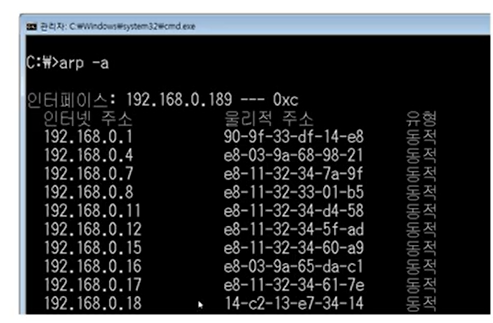 관리자: C:₩Windows₩system32₩cmd.exe
C:₩>arp -a
인터페이스: 192.168.0.189 --- 0xc
인터넷 주소 물리적 주소 유형
192.168.0.1 90-9f-33-df-14-e8 동적
192.168.0.4 e8-03-9a-68-98-21 동적
192.168.0.7 e8-11-32-34-7a-9f 동적
192.168.0.8 e8-11-32-33-01-b5 동적
192.168.0.11 e8-11-32-34-d4-58 동적
192.168.0.12 e8-11-32-34-5f-ad 동적
192.168.0.15 e8-11-32-34-60-a9 동적
192.168.0.16 e8-03-9a-65-da-c1 동적
192.168.0.17 e8-11-32-34-61-7e 동적
192.168.0.18 14-c2-13-e7-34-14 동적